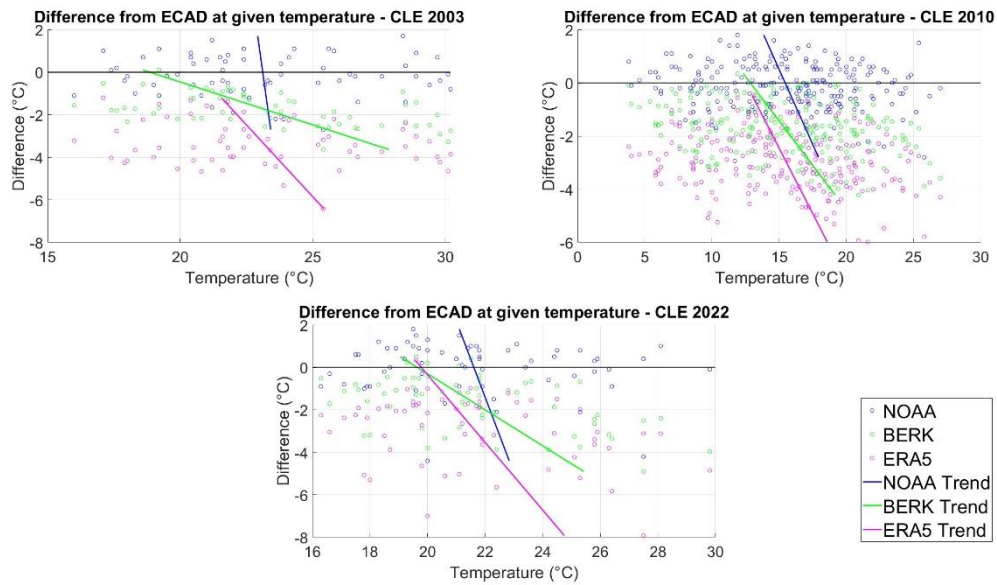 Difference from ECAD at given temperature - CLE 2003
2
0
-2
-4
-6
-8
Difference (°C)
15 20 25 30
Temperature (°C)
Difference from ECAD at given temperature - CLE 2010
2
0
-2
-4
-6
Difference (°C)
0 5 10 15 20 25 30
Temperature (°C)
Difference from ECAD at given temperature - CLE 2022
2
0
-2
-4
-6
-8
Difference (°C)
16 18 20 22 24 26 28 30
Temperature (°C)
NOAA
BERK
ERA5
NOAA Trend
BERK Trend
ERA5 Trend